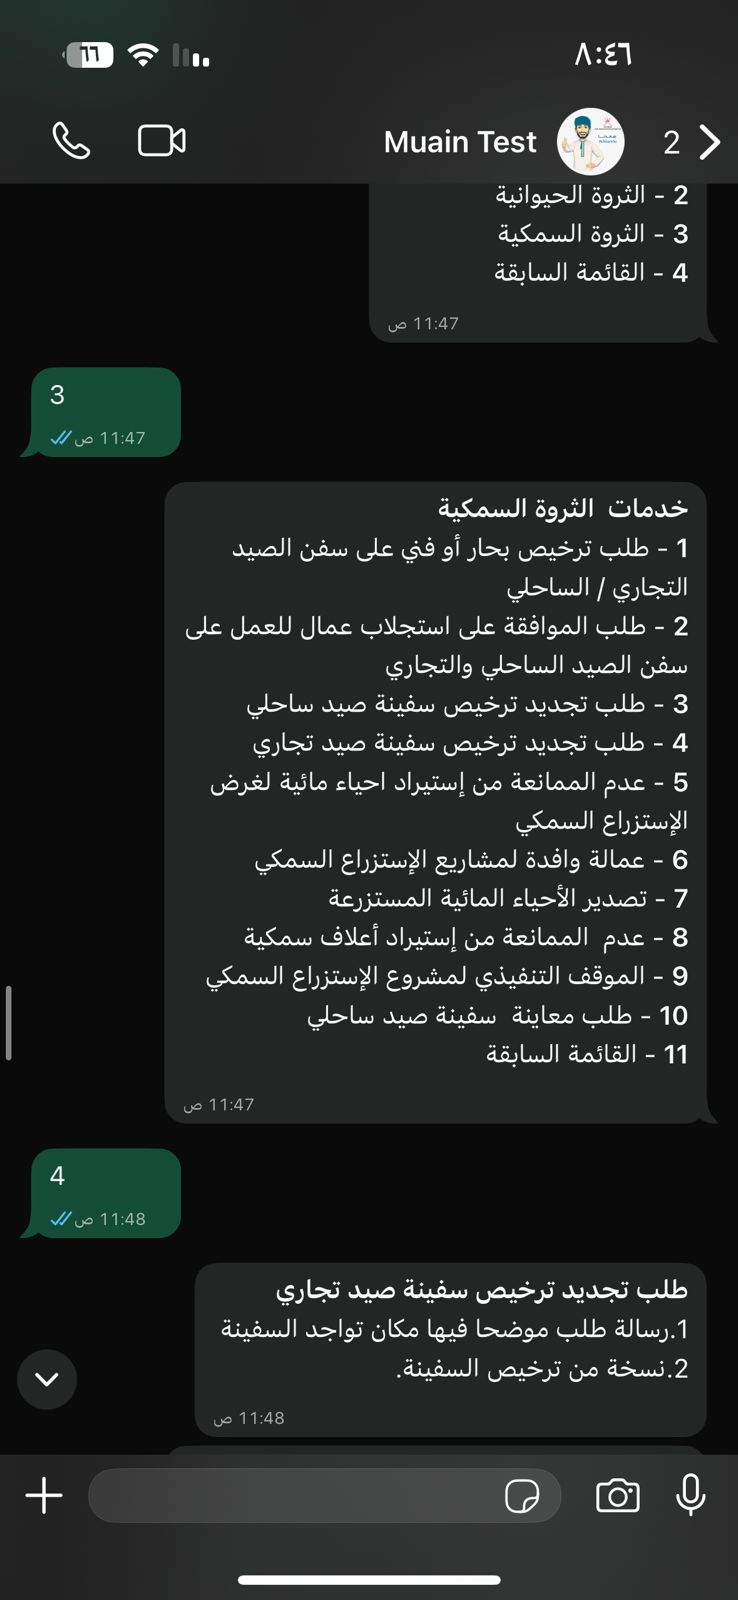 ٨:٤٦
٦٦
Muain Test
2
2 - الثروة الحيوانية
3 - الثروة السمكية
4 - القائمة السابقة
11:47 ص
3
11:47 ص
خدمات  الثروة السمكية
1 - طلب ترخيص بحار أو فني على سفن الصيد
التجاري / الساحلي
2 - طلب الموافقة على استجلاب عمال للعمل على
سفن الصيد الساحلي والتجاري
3 - طلب تجديد ترخيص سفينة صيد ساحلي
4 - طلب تجديد ترخيص سفينة صيد تجاري
5 - عدم الممانعة من إستيراد احياء مائية لغرض
الإستزراع السمكي
6 - عمالة وافدة لمشاريع الإستزراع السمكي
7 - تصدير الأحياء المائية المستزرعة
8 - عدم  الممانعة من إستيراد أعلاف سمكية
9 - الموقف التنفيذي لمشروع الإستزراع السمكي
10 - طلب معاينة  سفينة صيد ساحلي
11 - القائمة السابقة
11:47 ص
4
11:48 ص
طلب تجديد ترخيص سفينة صيد تجاري
1.رسالة طلب موضحا فيها مكان تواجد السفينة
2.نسخة من ترخيص السفينة.
11:48 ص